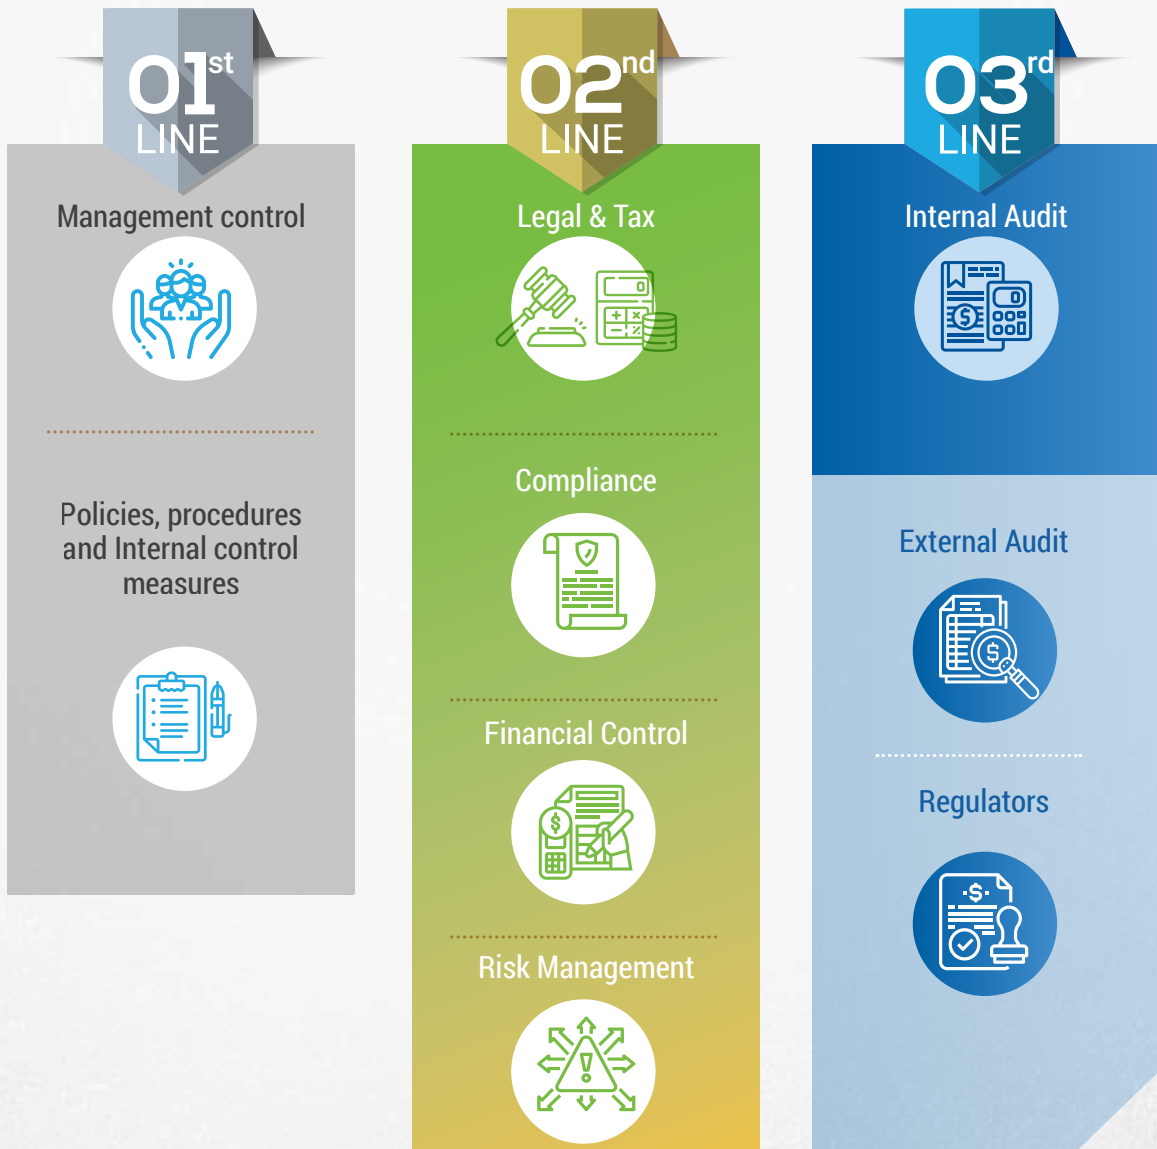 01st
LINE
Management control
Policies, procedures
and Internal control
measures
02nd
LINE
Legal & Tax
Compliance
Financial Control
Risk Management
03rd
LINE
Internal Audit
External Audit
Regulators